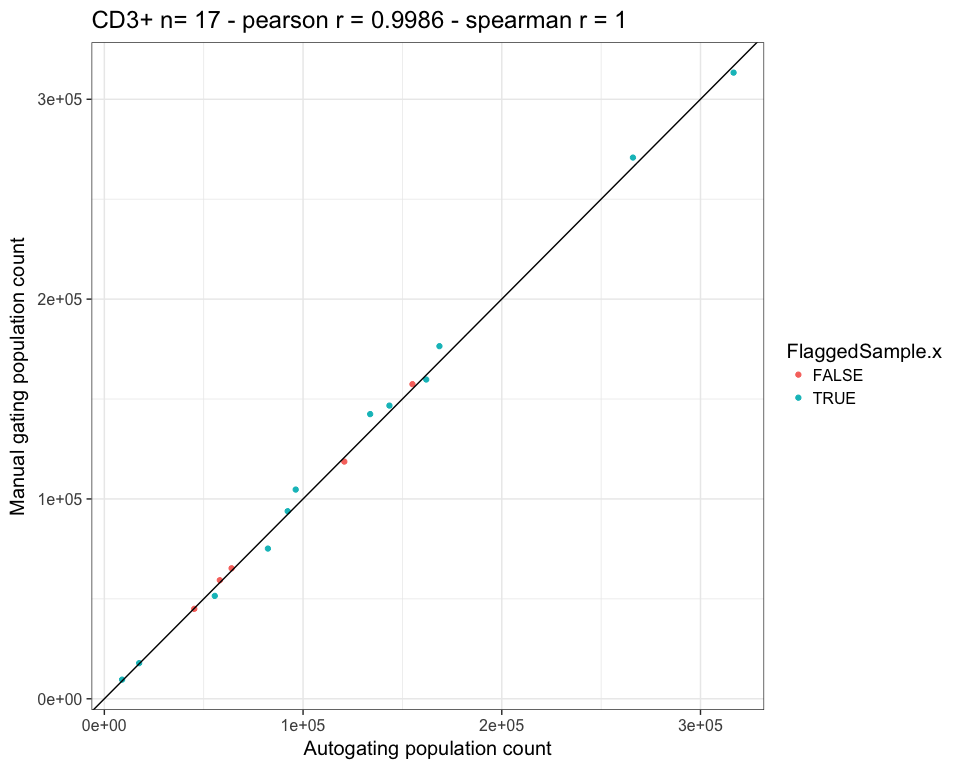 CD3+ n= 17 - pearson r = 0.9986 - spearman r = 1
Manual gating population count
3e+05
2e+05
1e+05
0e+00
0e+00 1e+05 2e+05 3e+05
Autogating population count
FlaggedSample.x
FALSE
TRUE